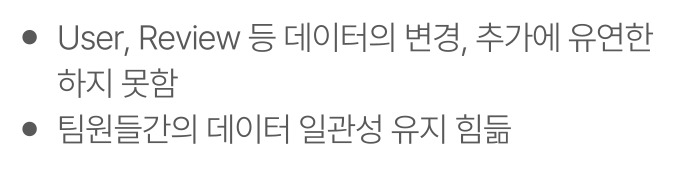 • User, Review 등 데이터의 변경, 추가에 유연한
하지 못함
• 팀원들간의 데이터 일관성 유지 힘듦